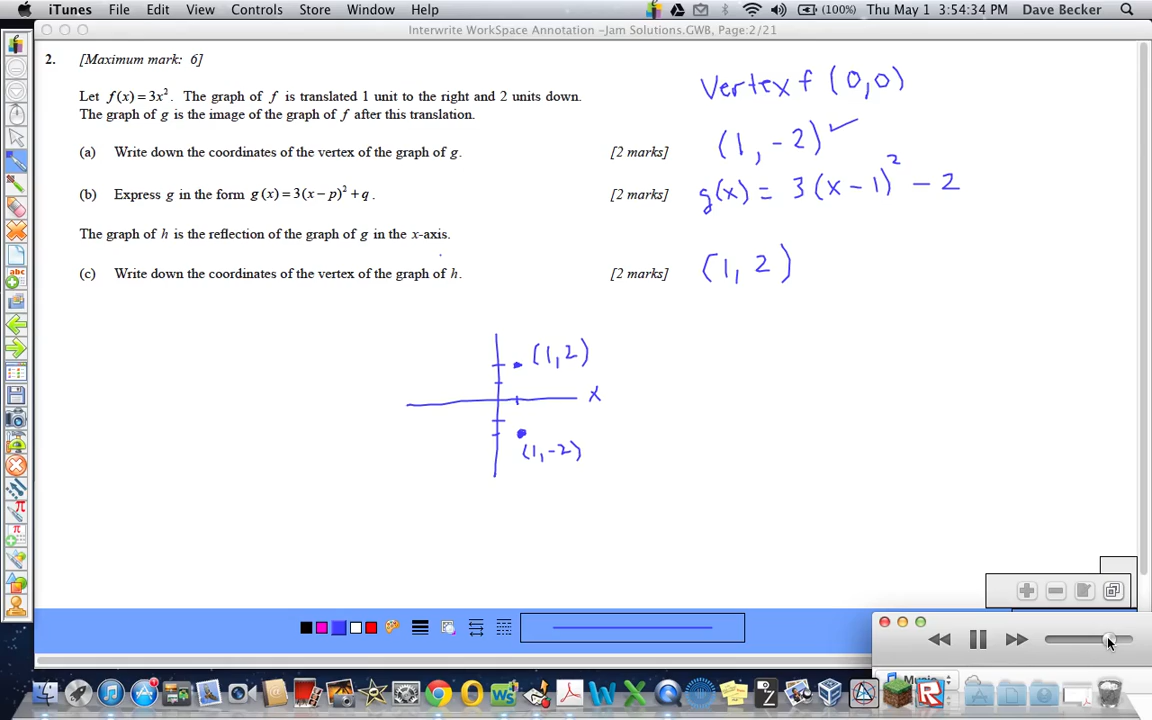 iTunes File Edit View Controls Store Window Help (100%) Thu May 1 3:54:34 PM Dave Becker
Interwrite WorkSpace Annotation ~Jam Solutions.GWB, Page:2/21
2. [Maximum mark: 6]
Let f(x) = 3x². The graph of f is translated 1 unit to the right and 2 units down.
The graph of g is the image of the graph of f after this translation.
(a) Write down the coordinates of the vertex of the graph of g. [2 marks]
(b) Express g in the form g(x) = 3(x − p)² + q. [2 marks]
The graph of h is the reflection of the graph of g in the x-axis.
(c) Write down the coordinates of the vertex of the graph of h. [2 marks]
Vertex f (0,0)
(1, -2) ✓
g(x) = 3(x - 1)² - 2
(1, 2)
(1, 2)
x
(1, -2)
abc
π
π
W
Z
W
X
R
Music